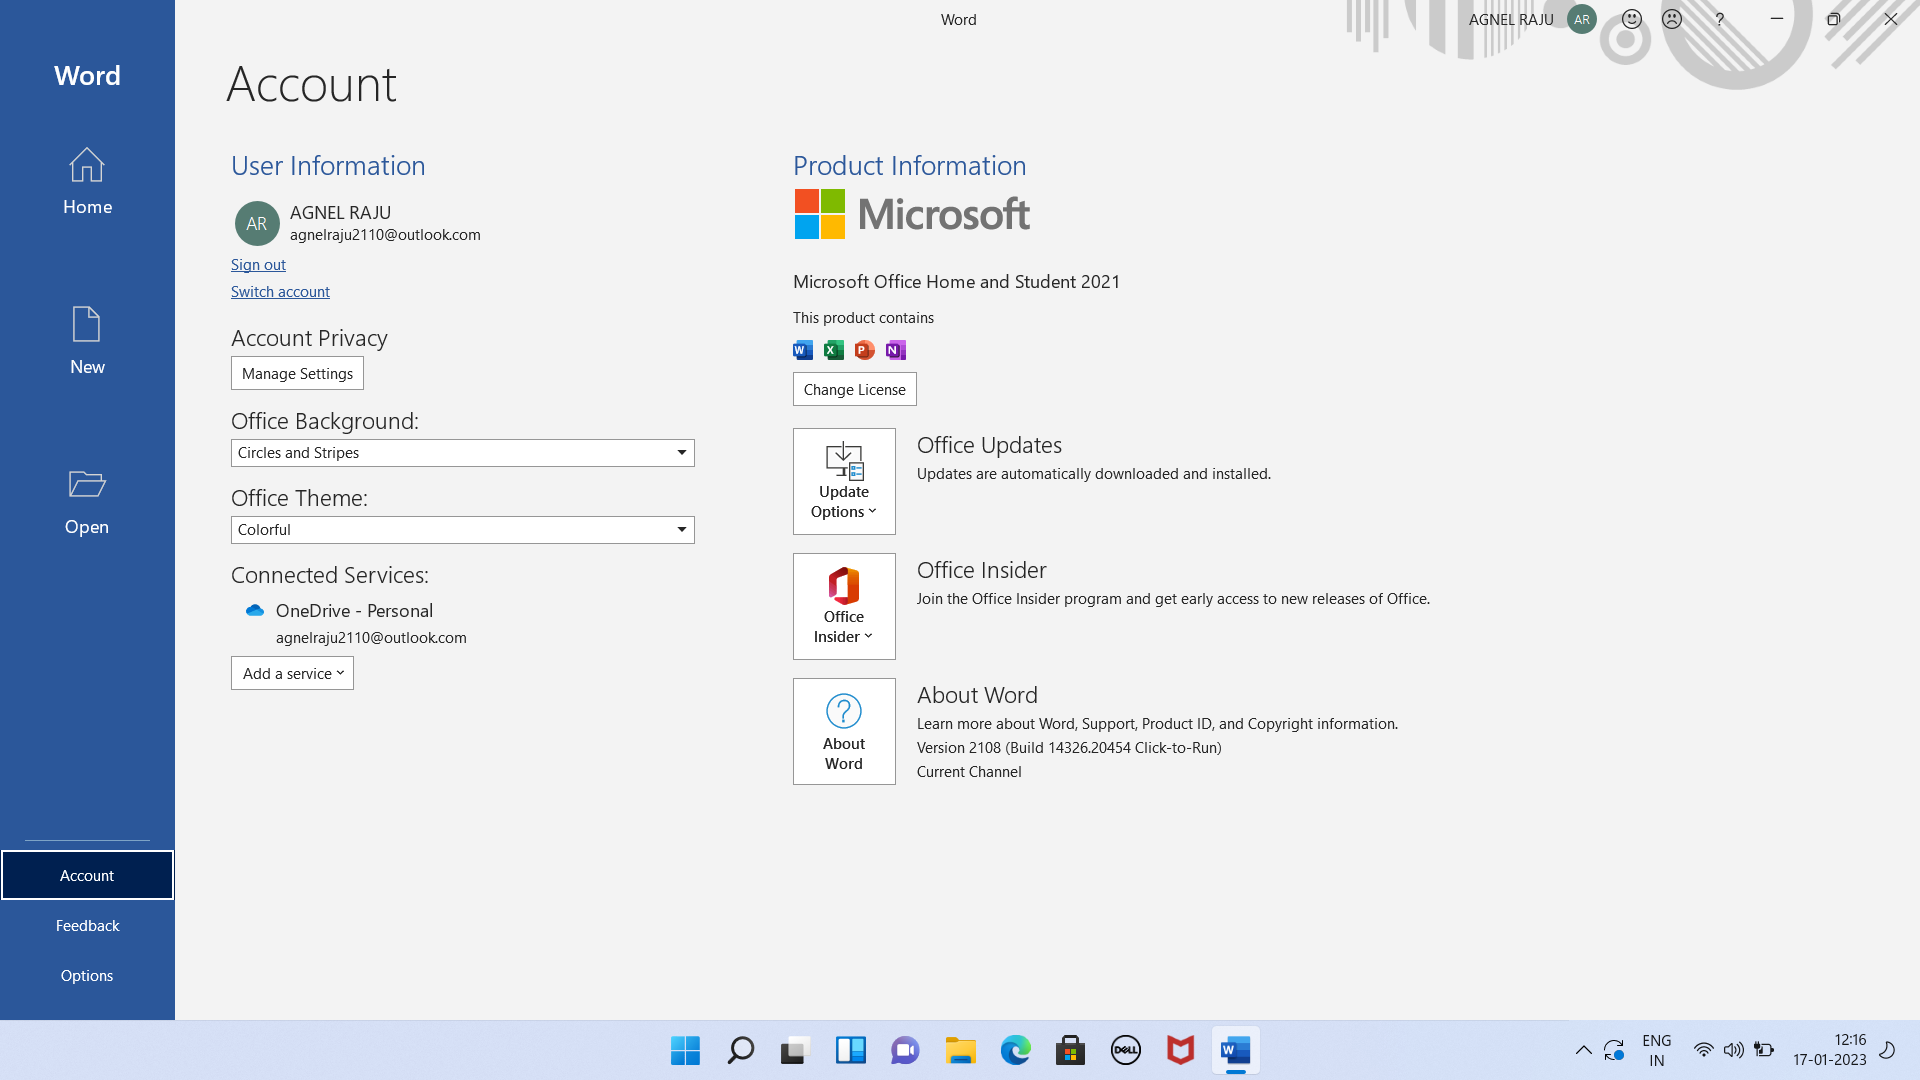 Word
AGNEL RAJU
AR
?
Word
Home
New
Open
Account
Feedback
Options
Account
User Information
AR
AGNEL RAJU
agnelraju2110@outlook.com
Sign out
Switch account
Account Privacy
Manage Settings
Office Background:
Circles and Stripes
Office Theme:
Colorful
Connected Services:
OneDrive - Personal
agnelraju2110@outlook.com
Add a service
Product Information
Microsoft
Microsoft Office Home and Student 2021
This product contains
W X P N
Change License
Update
Options
Office Updates
Updates are automatically downloaded and installed.
Office
Insider
Office Insider
Join the Office Insider program and get early access to new releases of Office.
?
About
Word
About Word
Learn more about Word, Support, Product ID, and Copyright information.
Version 2108 (Build 14326.20454 Click-to-Run)
Current Channel
DELL
W
ENG
IN
12:16
17-01-2023